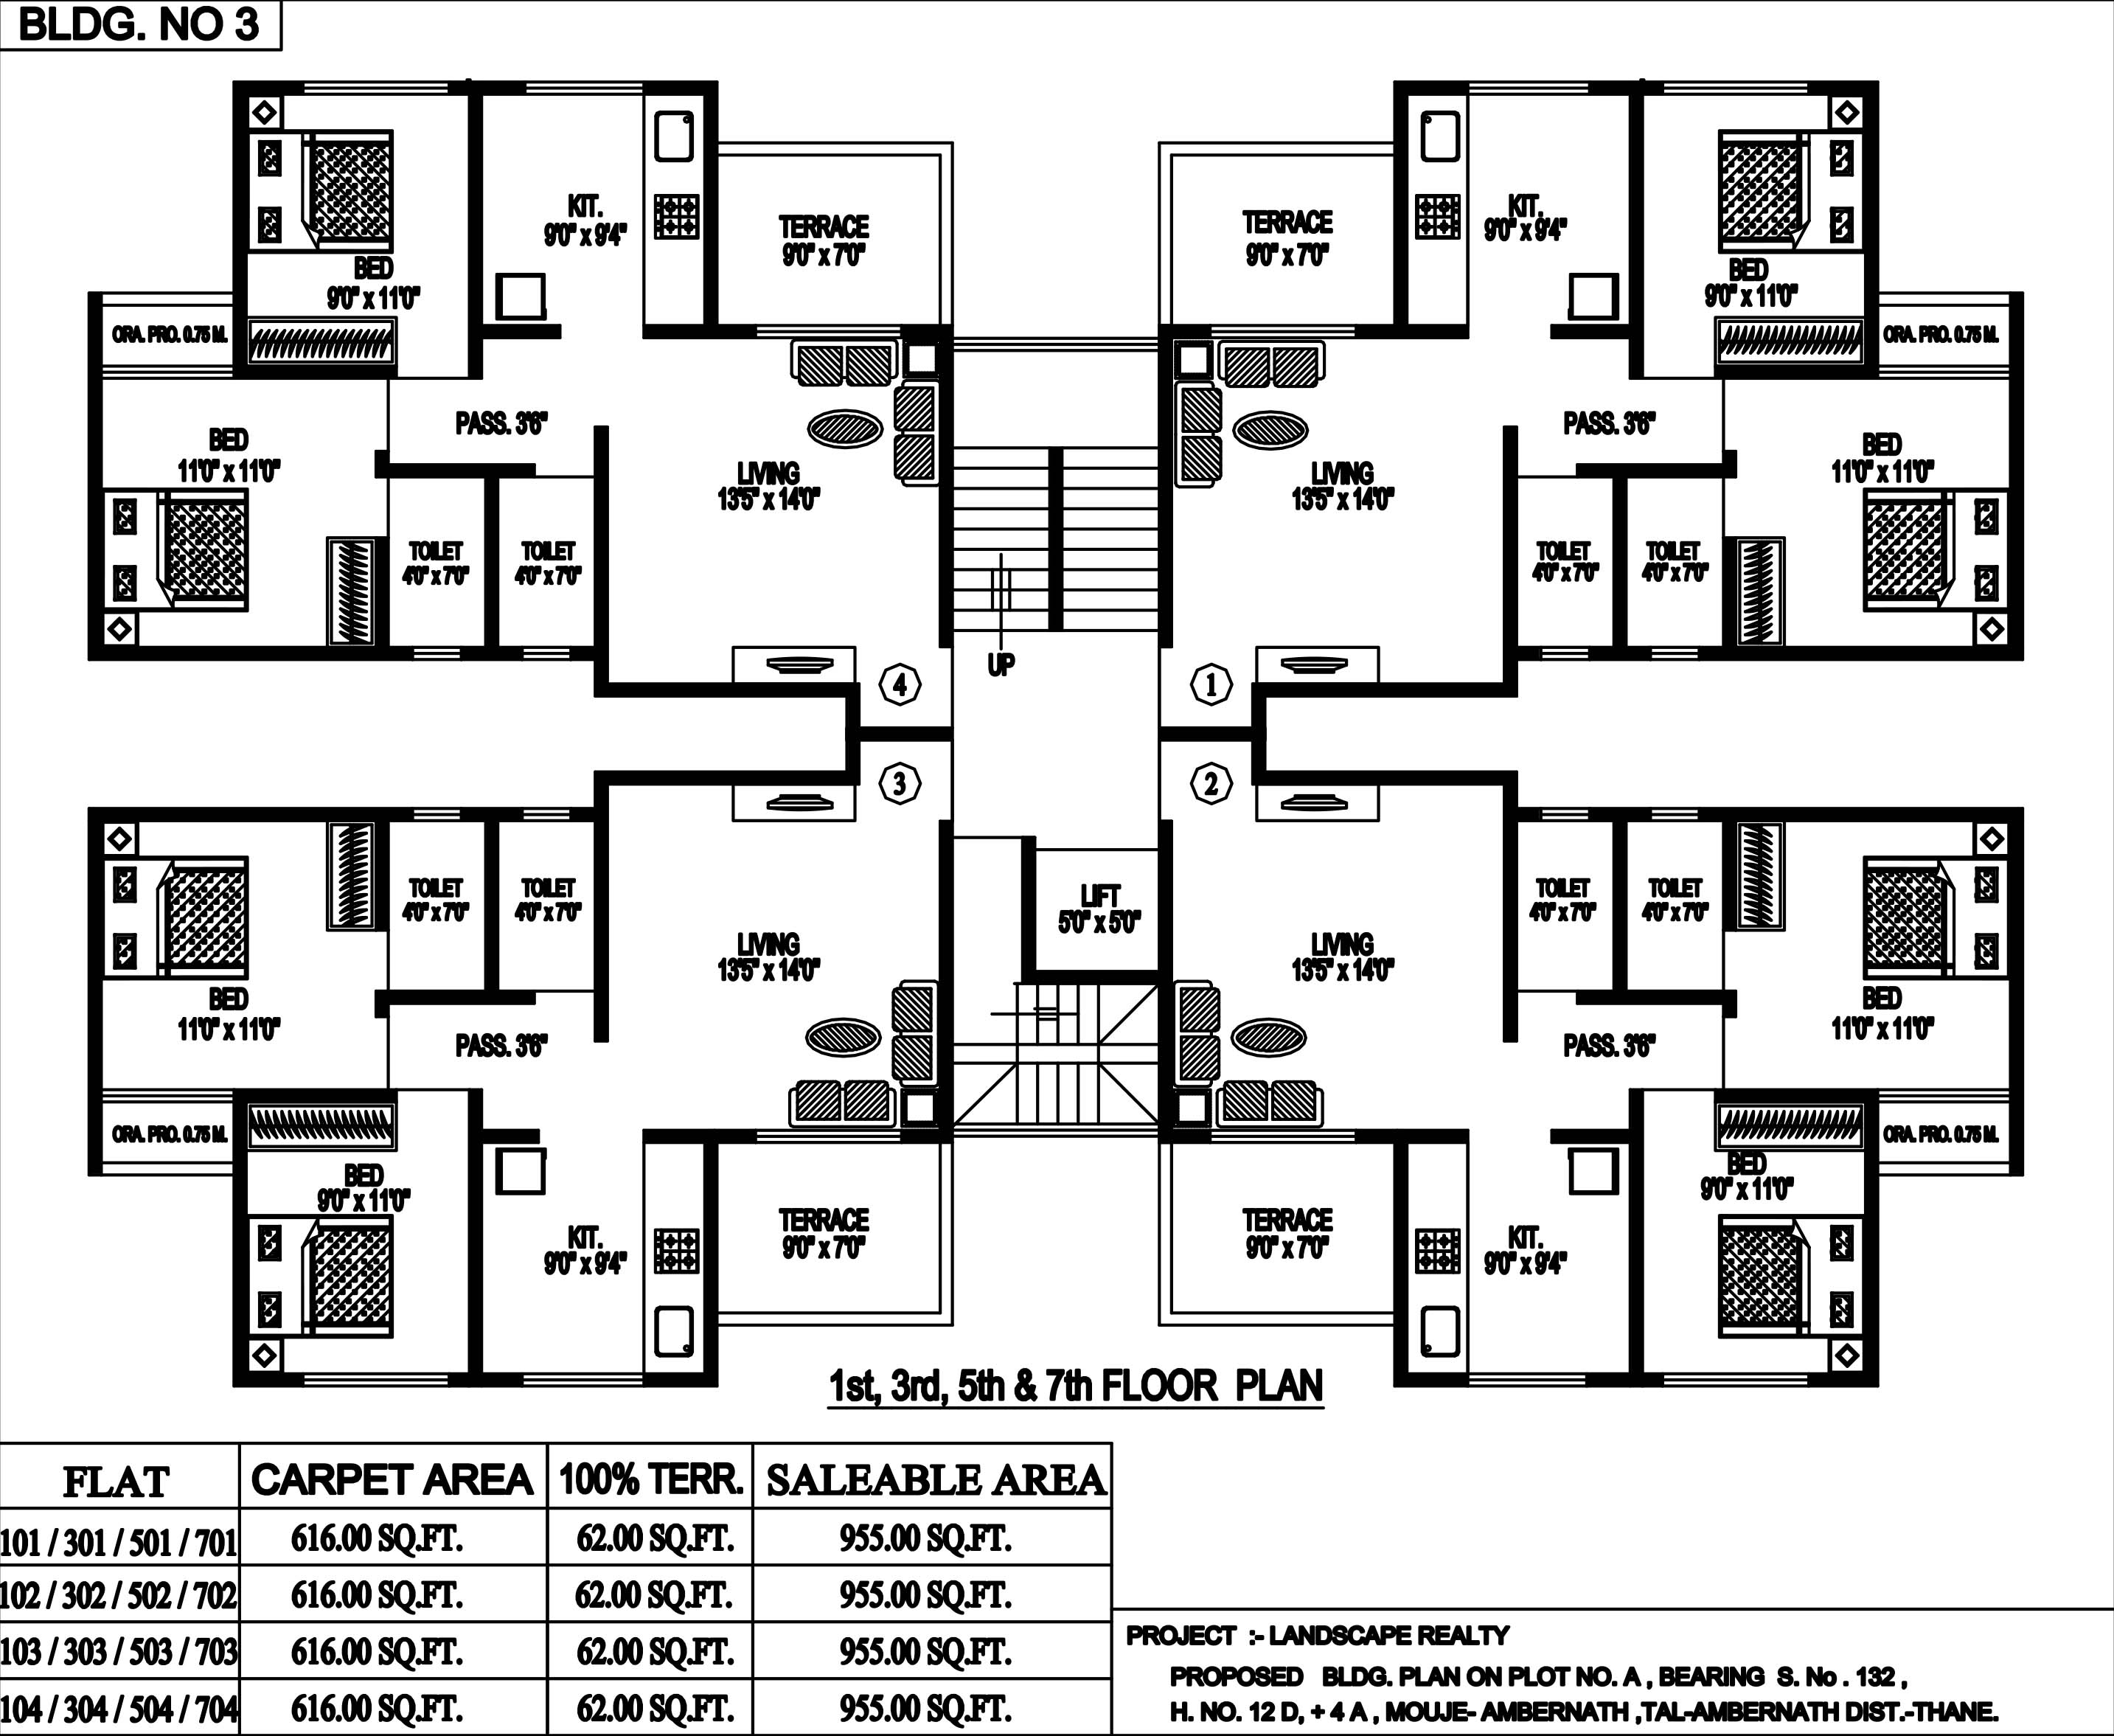 BLDG. NO 3
KIT.
9'0" x 9'4"
TERRACE
9'0" x 7'0"
BED
9'0" x 11'0"
ORA. PRO. 0.75 M.
PASS. 3'6"
BED
11'0" x 11'0"
LIVING
13'5" x 14'0"
TOILET
4'0" x 7'0"
TOILET
4'0" x 7'0"
4
UP
TERRACE
9'0" x 7'0"
KIT.
9'0" x 9'4"
BED
9'0" x 11'0"
ORA. PRO. 0.75 M.
PASS. 3'6"
BED
11'0" x 11'0"
LIVING
13'5" x 14'0"
TOILET
4'0" x 7'0"
TOILET
4'0" x 7'0"
1
3
TOILET
4'0" x 7'0"
TOILET
4'0" x 7'0"
LIVING
13'5" x 14'0"
BED
11'0" x 11'0"
PASS. 3'6"
ORA. PRO. 0.75 M.
BED
9'0" x 11'0"
KIT.
9'0" x 9'4"
TERRACE
9'0" x 7'0"
LIFT
5'0" x 5'0"
2
TOILET
4'0" x 7'0"
TOILET
4'0" x 7'0"
LIVING
13'5" x 14'0"
BED
11'0" x 11'0"
PASS. 3'6"
ORA. PRO. 0.75 M.
BED
9'0" x 11'0"
TERRACE
9'0" x 7'0"
KIT.
9'0" x 9'4"
1st, 3rd, 5th & 7th FLOOR PLAN
FLAT CARPET AREA 100% TERR. SALEABLE AREA
101 / 301 / 501 / 701 616.00 SQ.FT. 62.00 SQ.FT. 955.00 SQ.FT.
102 / 302 / 502 / 702 616.00 SQ.FT. 62.00 SQ.FT. 955.00 SQ.FT.
103 / 303 / 503 / 703 616.00 SQ.FT. 62.00 SQ.FT. 955.00 SQ.FT.
104 / 304 / 504 / 704 616.00 SQ.FT. 62.00 SQ.FT. 955.00 SQ.FT.
PROJECT :- LANDSCAPE REALTY
PROPOSED BLDG. PLAN ON PLOT NO. A , BEARING S. No . 132 ,
H. NO. 12 D, + 4 A , MOUJE- AMBERNATH ,TAL-AMBERNATH DIST.-THANE.